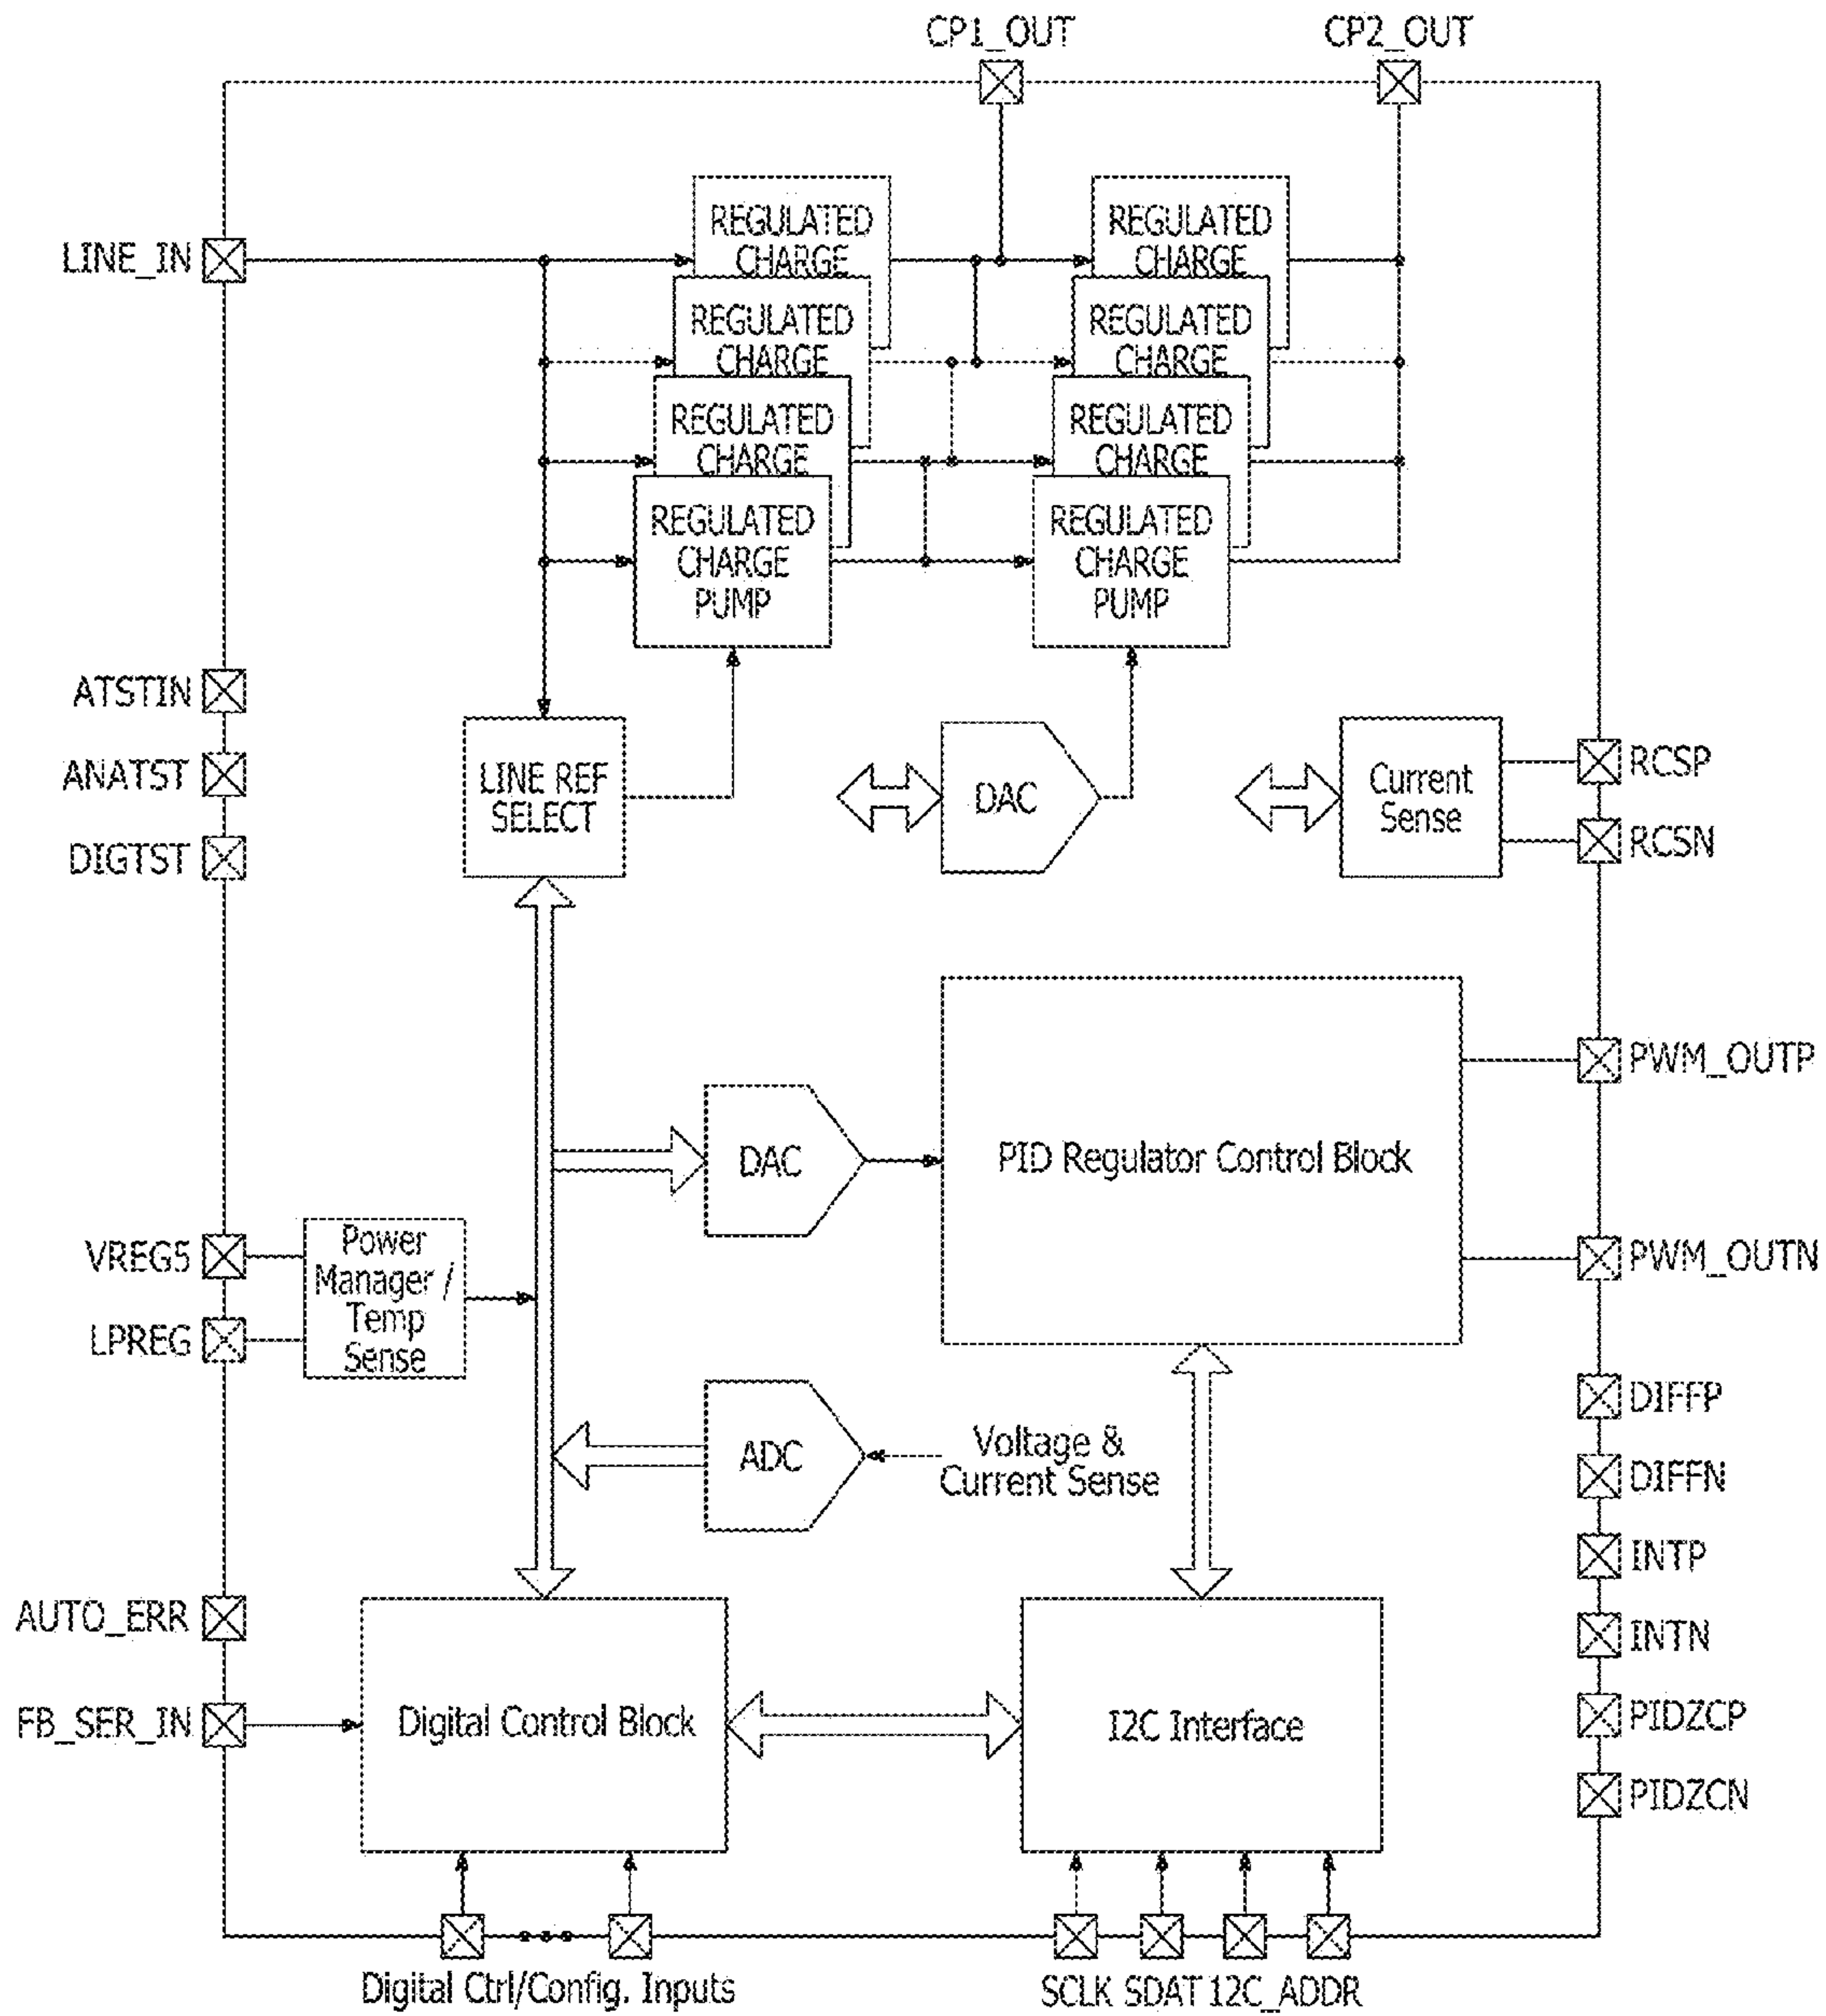 CP1_OUT
CP2_OUT
LINE_IN
REGULATED
CHARGE
REGULATED
CHARGE
REGULATED
CHARGE
REGULATED
CHARGE
PUMP
REGULATED
CHARGE
REGULATED
CHARGE
REGULATED
CHARGE
REGULATED
CHARGE
PUMP
ATSTIN
ANATST
DIGTST
LINE REF
SELECT
DAC
Current
Sense
RCSP
RCSN
DAC
PID Regulator Control Block
PWM_OUTP
PWM_OUTN
VREG5
LPREG
Power
Manager /
Temp
Sense
ADC
Voltage &
Current Sense
DIFFP
DIFFN
INTP
INTN
PIDZCP
PIDZCN
AUTO_ERR
FB_SER_IN
Digital Control Block
I2C Interface
Digital Ctrl/Config. Inputs
SCLK SDAT I2C_ADDR